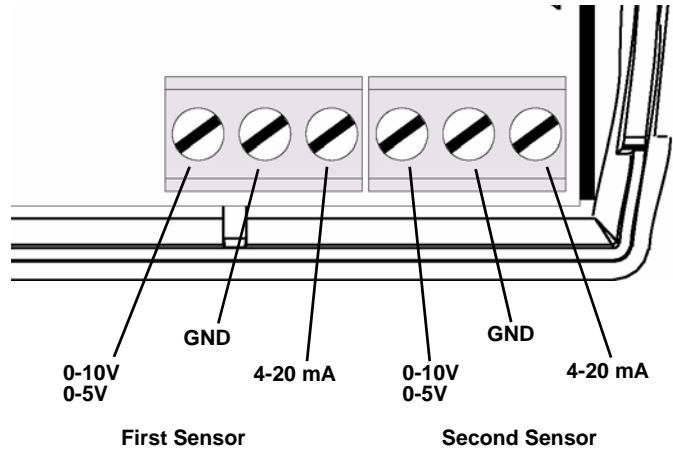 GND
GND
0-10V
0-5V
4-20 mA
0-10V
0-5V
4-20 mA
First Sensor
Second Sensor